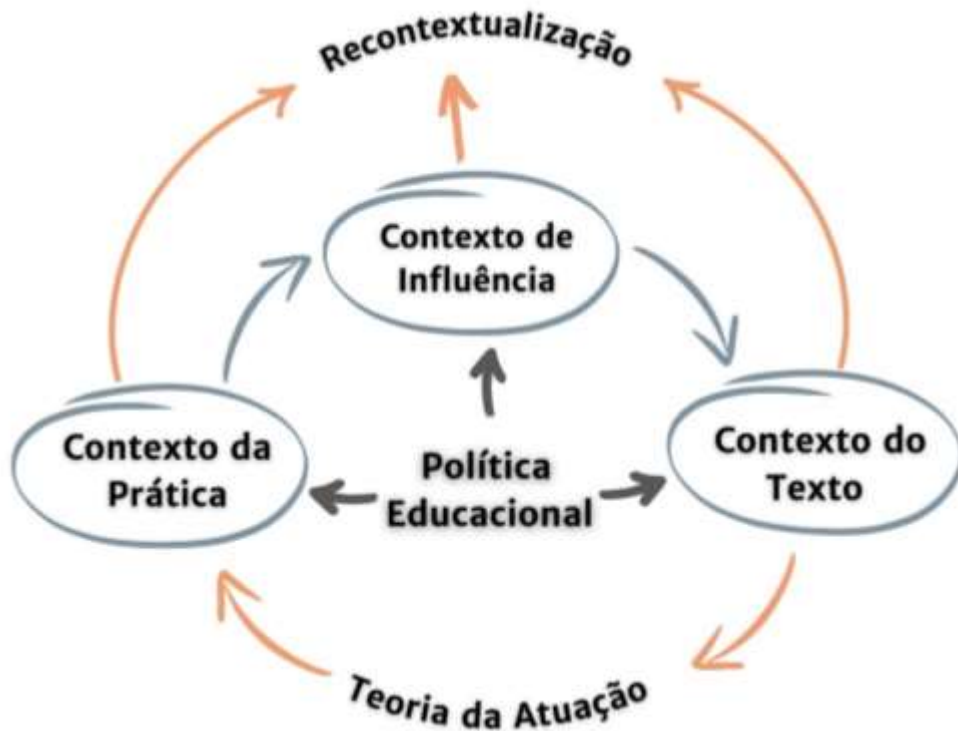 Recontextualização
Contexto de
Influência
Contexto da
Prática
Política
Educacional
Contexto do
Texto
Teoria da Atuação